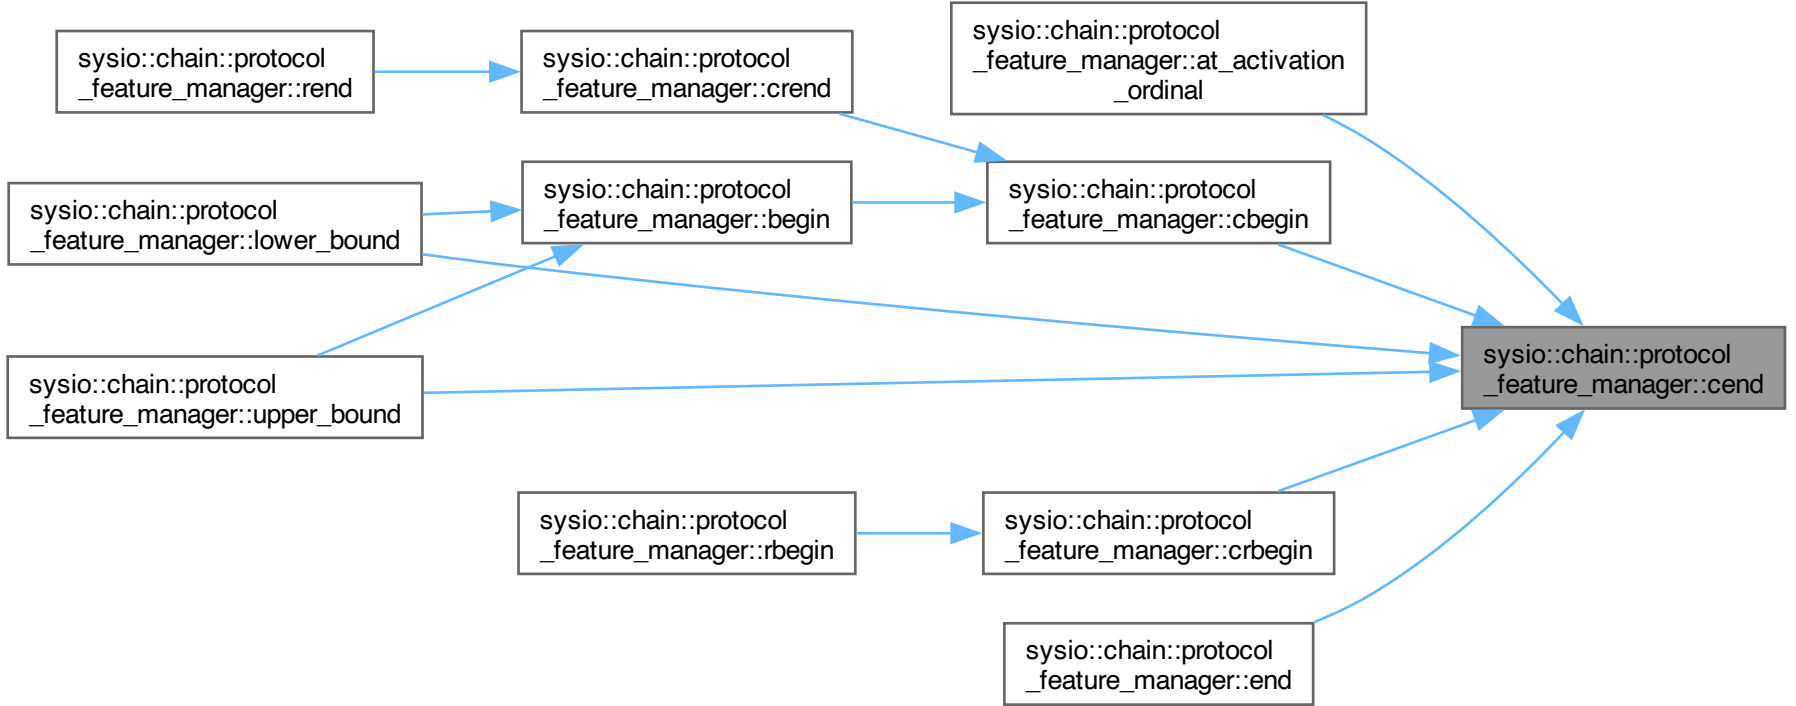 sysio::chain::protocol
_feature_manager::rend
sysio::chain::protocol
_feature_manager::crend
sysio::chain::protocol
_feature_manager::at_activation
_ordinal
sysio::chain::protocol
_feature_manager::lower_bound
sysio::chain::protocol
_feature_manager::begin
sysio::chain::protocol
_feature_manager::cbegin
sysio::chain::protocol
_feature_manager::upper_bound
sysio::chain::protocol
_feature_manager::cend
sysio::chain::protocol
_feature_manager::rbegin
sysio::chain::protocol
_feature_manager::crbegin
sysio::chain::protocol
_feature_manager::end